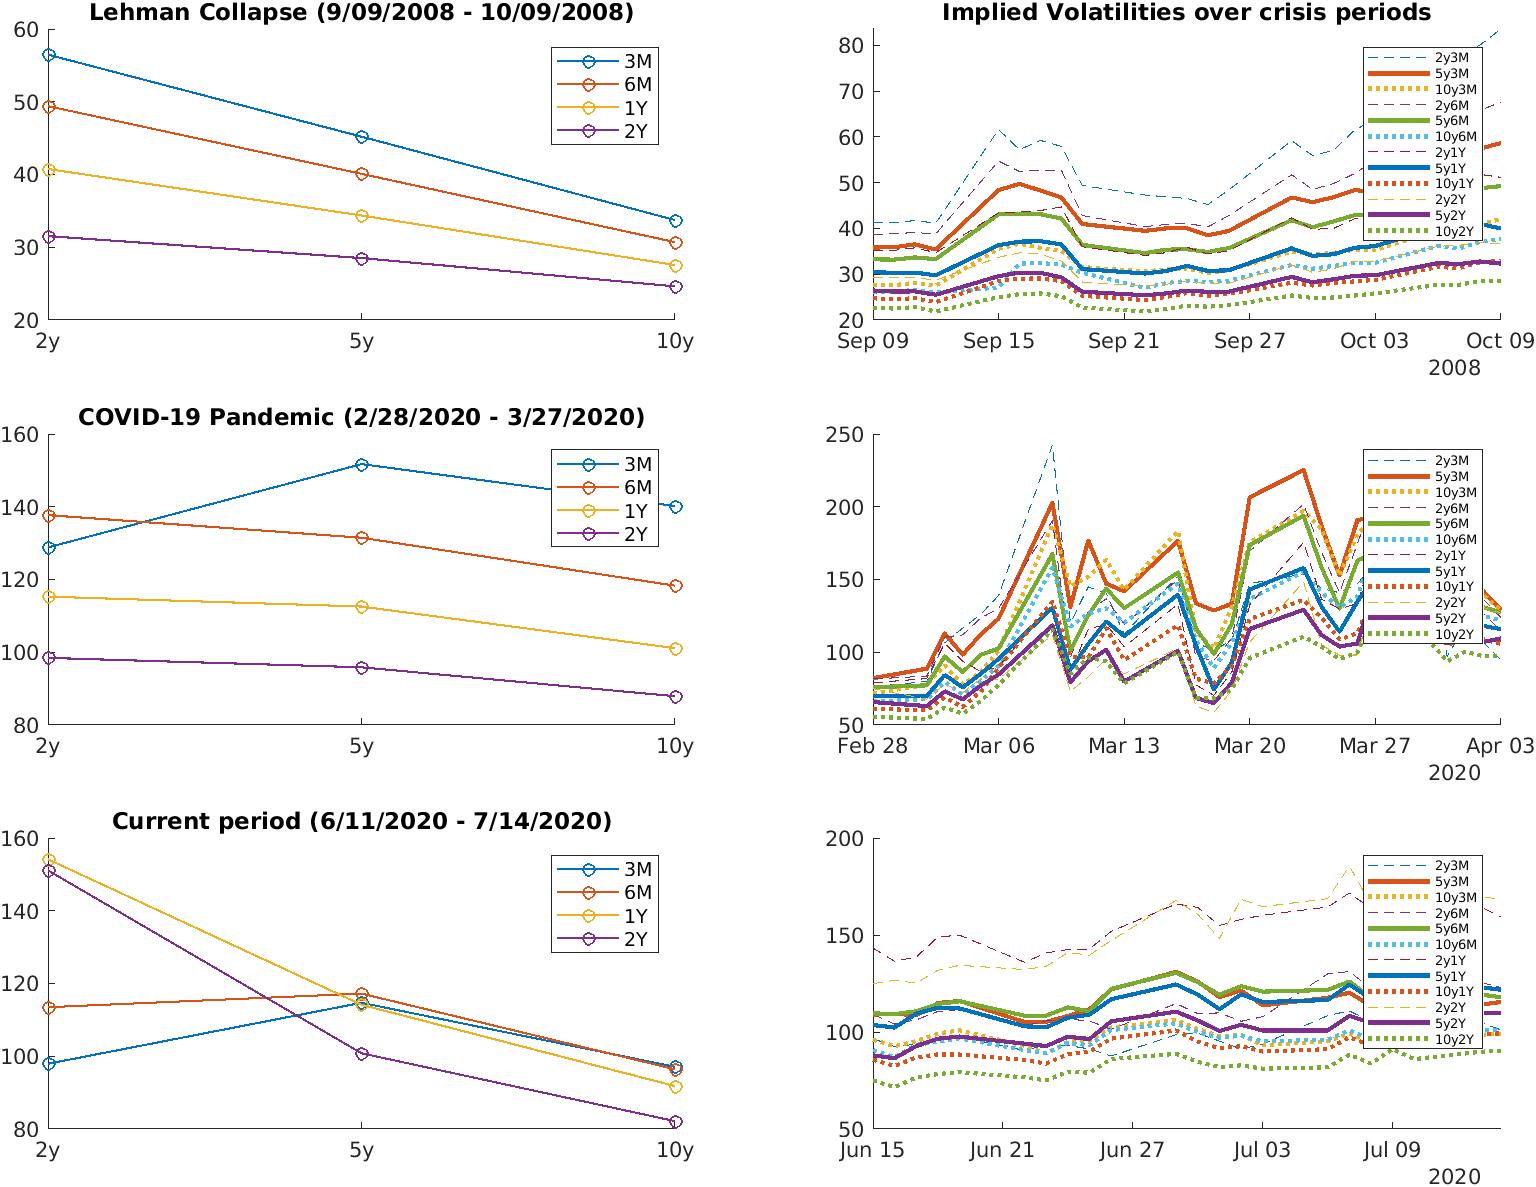 Lehman Collapse (9/09/2008 - 10/09/2008)
60
50
40
30
20
2y
5y
10y
3M
6M
1Y
2Y
Implied Volatilities over crisis periods
80
70
60
50
40
30
20
Sep 09
Sep 15
Sep 21
Sep 27
Oct 03
Oct 09
2008
2y3M
5y3M
10y3M
2y6M
5y6M
10y6M
2y1Y
5y1Y
10y1Y
2y2Y
5y2Y
10y2Y
COVID-19 Pandemic (2/28/2020 - 3/27/2020)
160
140
120
100
80
2y
5y
10y
3M
6M
1Y
2Y
250
200
150
100
50
Feb 28
Mar 06
Mar 13
Mar 20
Mar 27
Apr 03
2020
2y3M
5y3M
10y3M
2y6M
5y6M
10y6M
2y1Y
5y1Y
10y1Y
2y2Y
5y2Y
10y2Y
Current period (6/11/2020 - 7/14/2020)
160
140
120
100
80
2y
5y
10y
3M
6M
1Y
2Y
200
150
100
50
Jun 15
Jun 21
Jun 27
Jul 03
Jul 09
2020
2y3M
5y3M
10y3M
2y6M
5y6M
10y6M
2y1Y
5y1Y
10y1Y
2y2Y
5y2Y
10y2Y